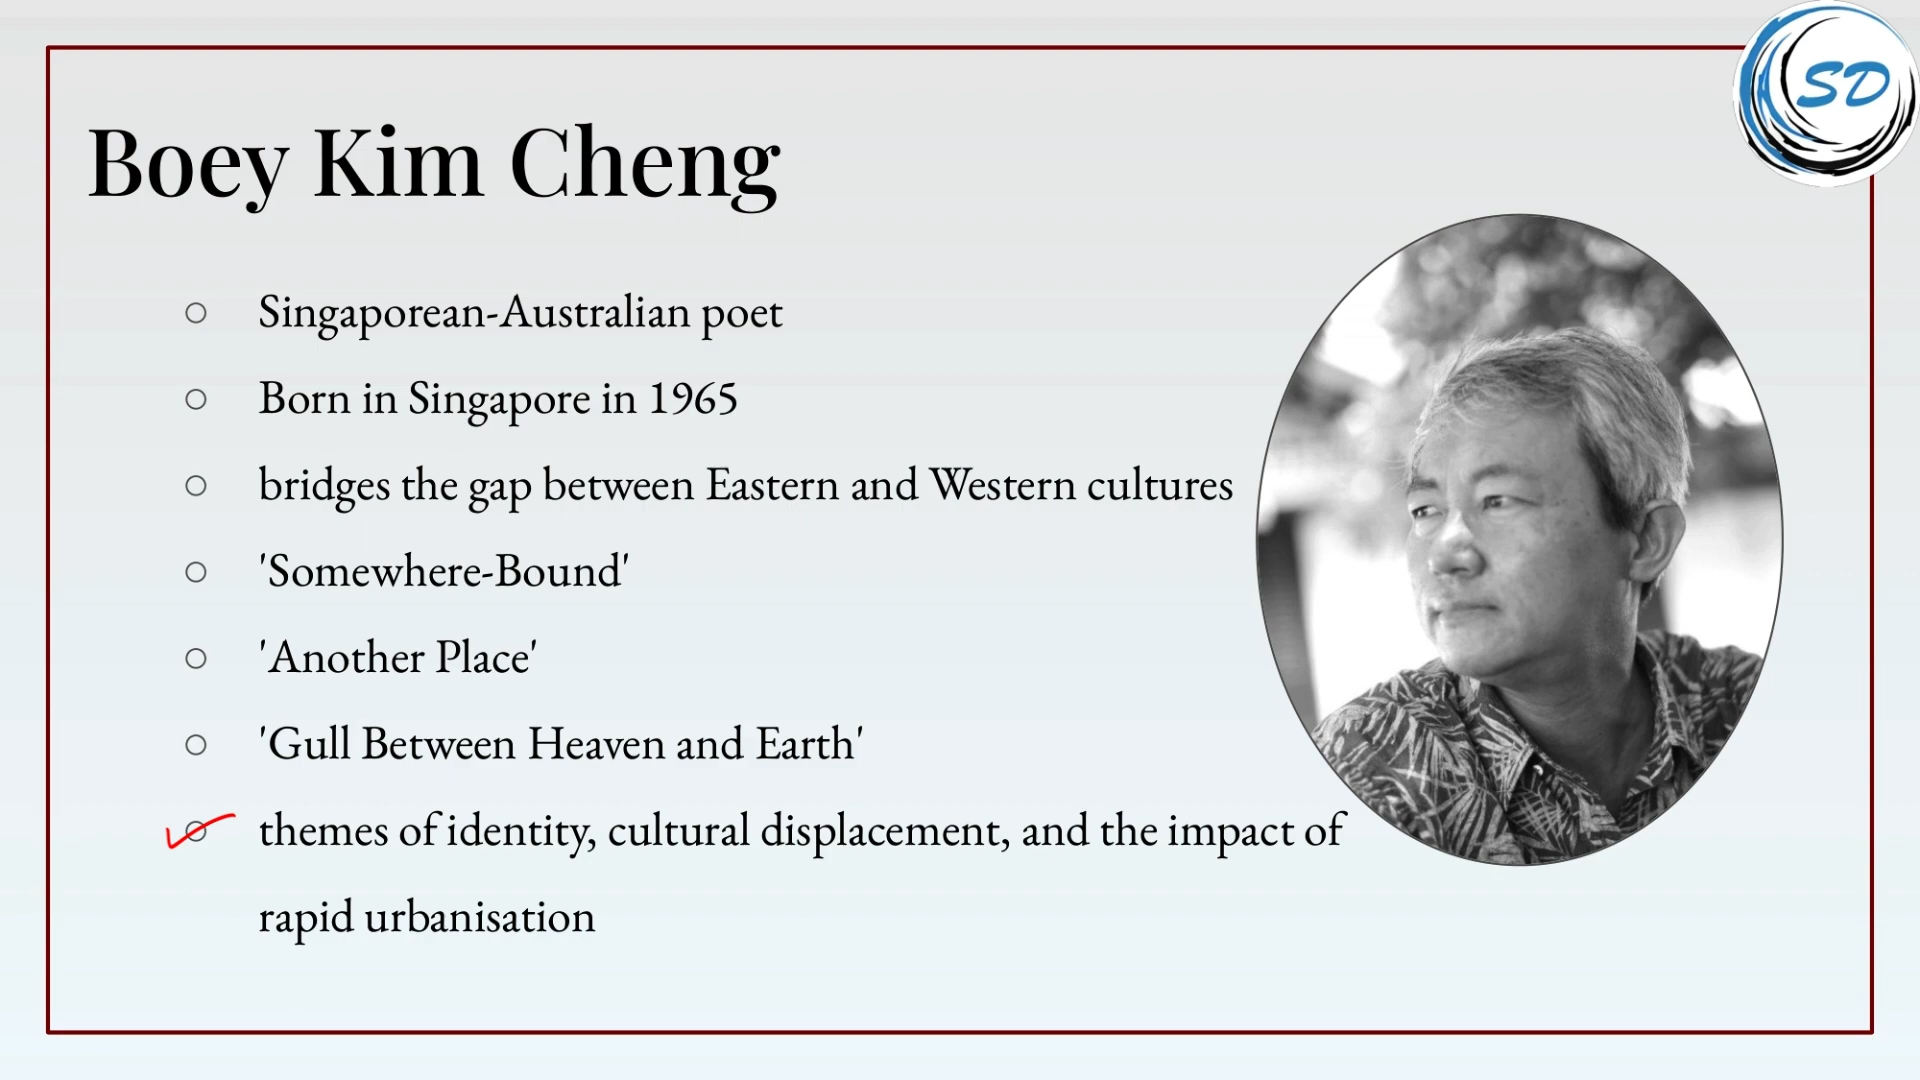 SD
Boey Kim Cheng
Singaporean-Australian poet
Born in Singapore in 1965
bridges the gap between Eastern and Western cultures
'Somewhere-Bound'
'Another Place'
'Gull Between Heaven and Earth'
themes of identity, cultural displacement, and the impact of
rapid urbanisation